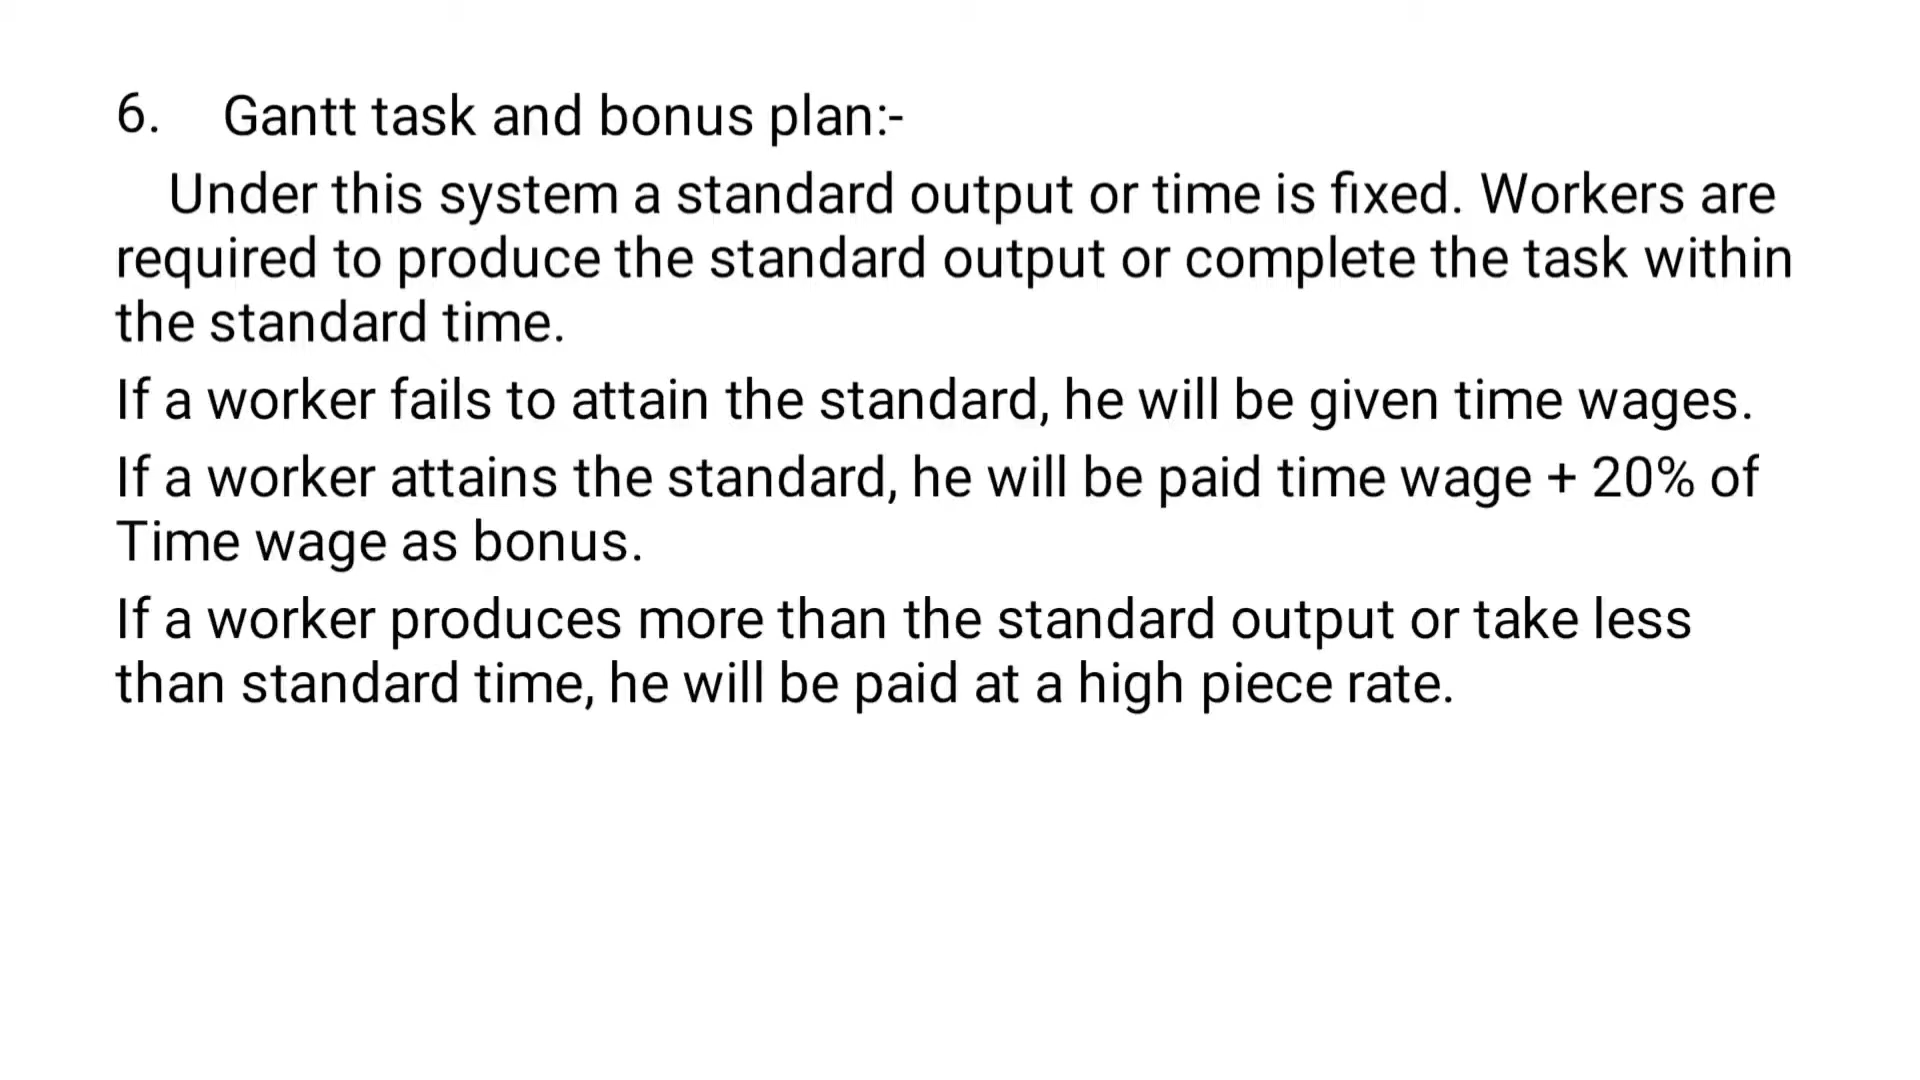 6. Gantt task and bonus plan:-
Under this system a standard output or time is fixed. Workers are
required to produce the standard output or complete the task within
the standard time.
If a worker fails to attain the standard, he will be given time wages.
If a worker attains the standard, he will be paid time wage + 20% of
Time wage as bonus.
If a worker produces more than the standard output or take less
than standard time, he will be paid at a high piece rate.